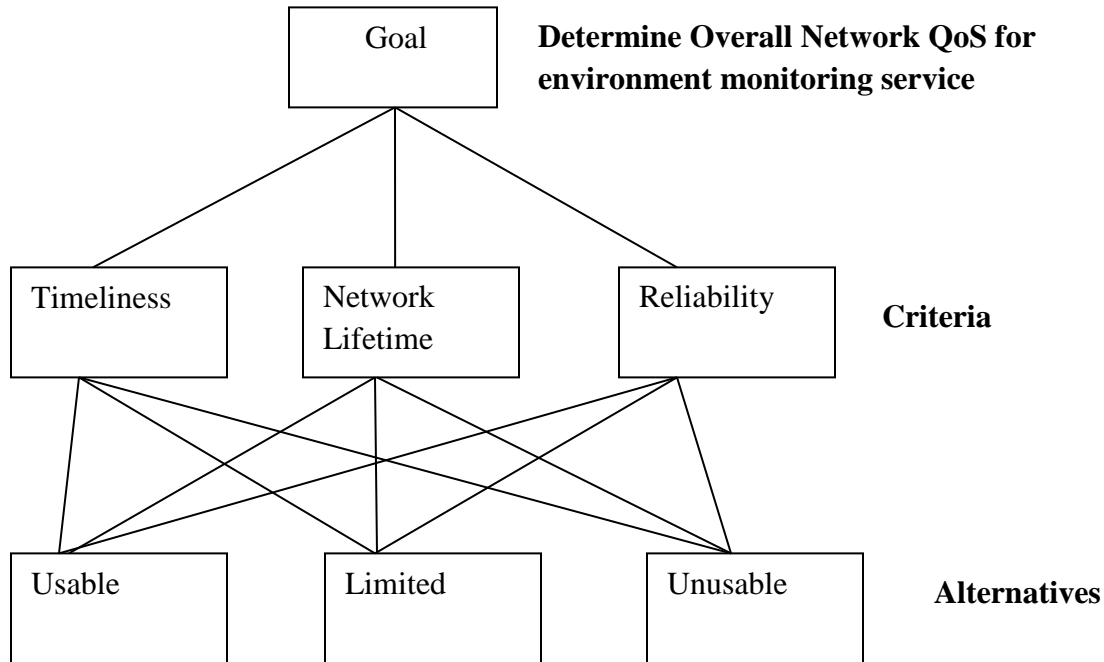 Goal
Determine Overall Network QoS for
environment monitoring service
Timeliness
Network
Lifetime
Reliability
Criteria
Usable
Limited
Unusable
Alternatives